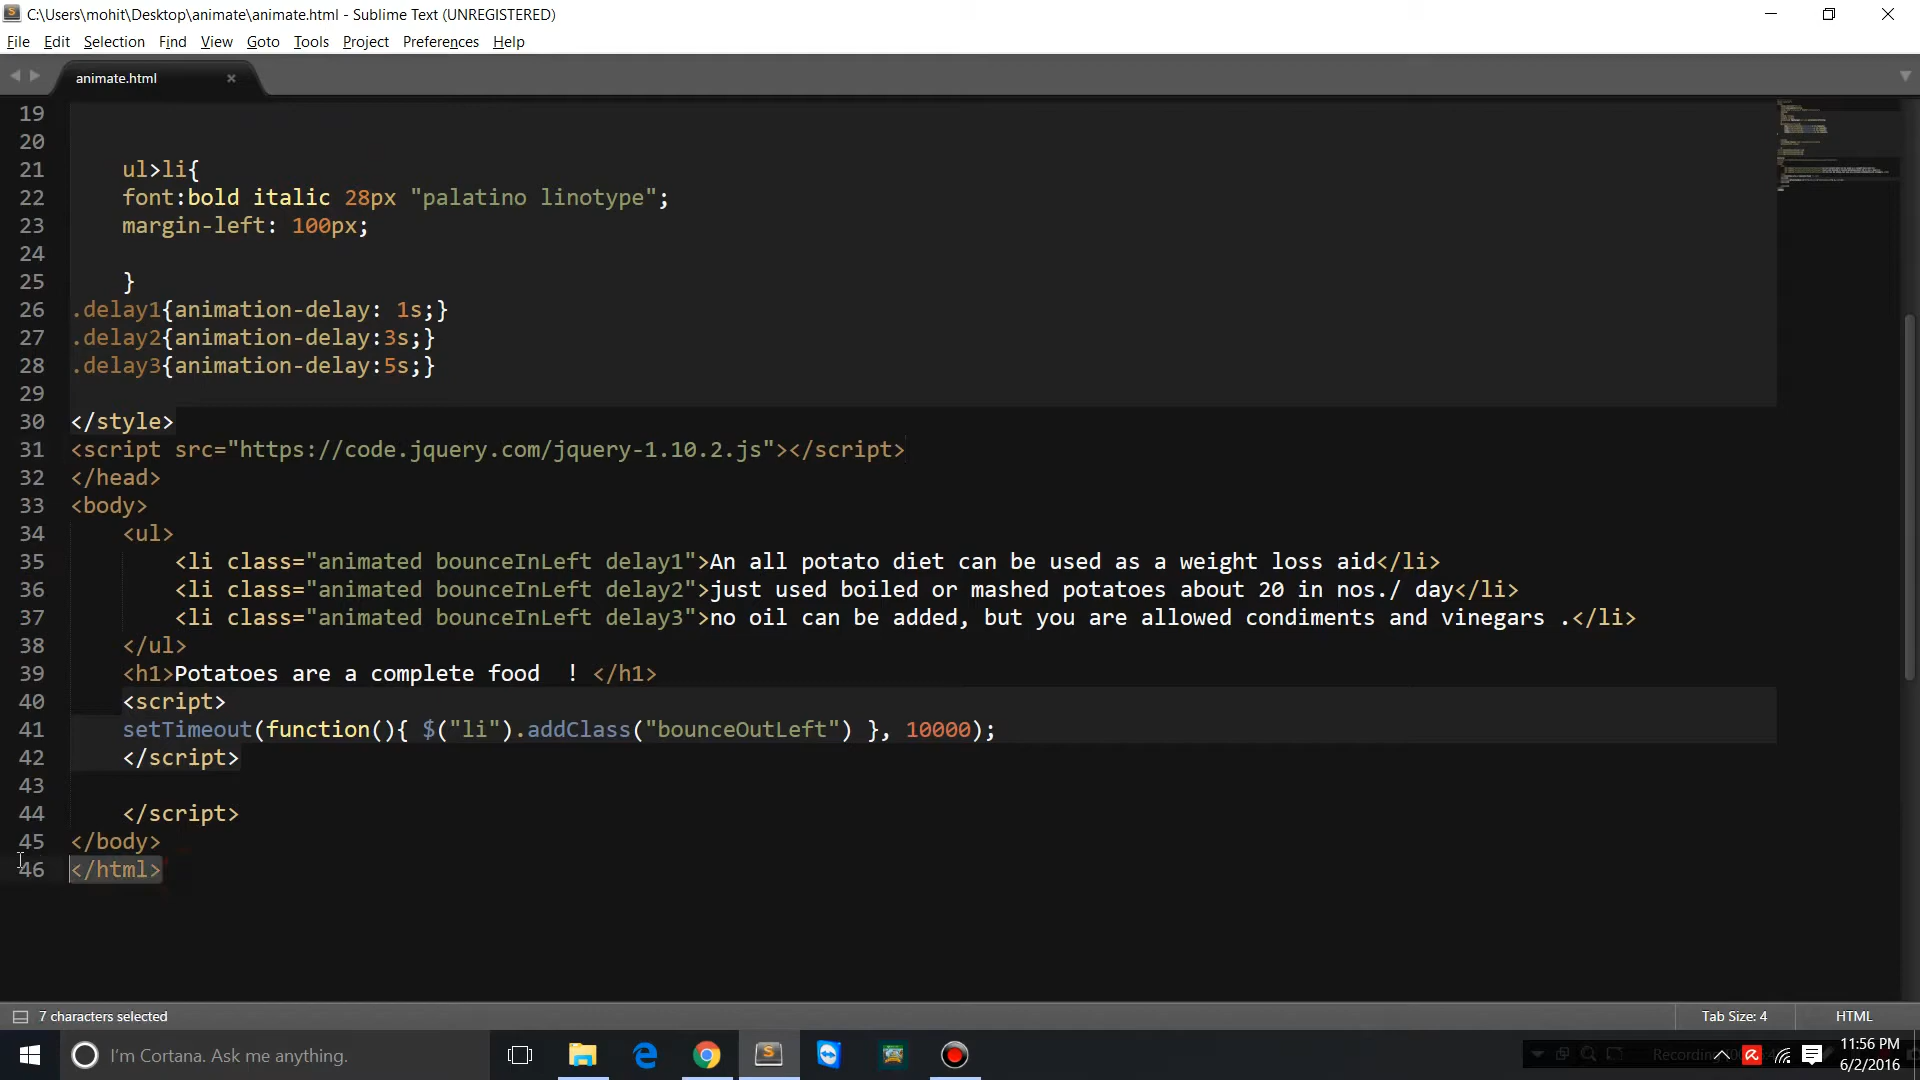 C:\Users\mohit\Desktop\animate\animate.html - Sublime Text (UNREGISTERED)
File Edit Selection Find View Goto Tools Project Preferences Help
animate.html
19
20
21 ul>li{
22 font:bold italic 28px "palatino linotype";
23 margin-left: 100px;
24
25 }
26 .delay1{animation-delay: 1s;}
27 .delay2{animation-delay:3s;}
28 .delay3{animation-delay:5s;}
29
30 </style>
31 <script src="https://code.jquery.com/jquery-1.10.2.js"></script>
32 </head>
33 <body>
34 <ul>
35 <li class="animated bounceInLeft delay1">An all potato diet can be used as a weight loss aid</li>
36 <li class="animated bounceInLeft delay2">just used boiled or mashed potatoes about 20 in nos./ day</li>
37 <li class="animated bounceInLeft delay3">no oil can be added, but you are allowed condiments and vinegars .</li>
38 </ul>
39 <h1>Potatoes are a complete food  ! </h1>
40 <script>
41 setTimeout(function(){ $("li").addClass("bounceOutLeft") }, 10000);
42 </script>
43
44 </script>
45 </body>
46 </html>
7 characters selected Tab Size: 4 HTML
I'm Cortana. Ask me anything. Recording 11:56 PM
6/2/2016